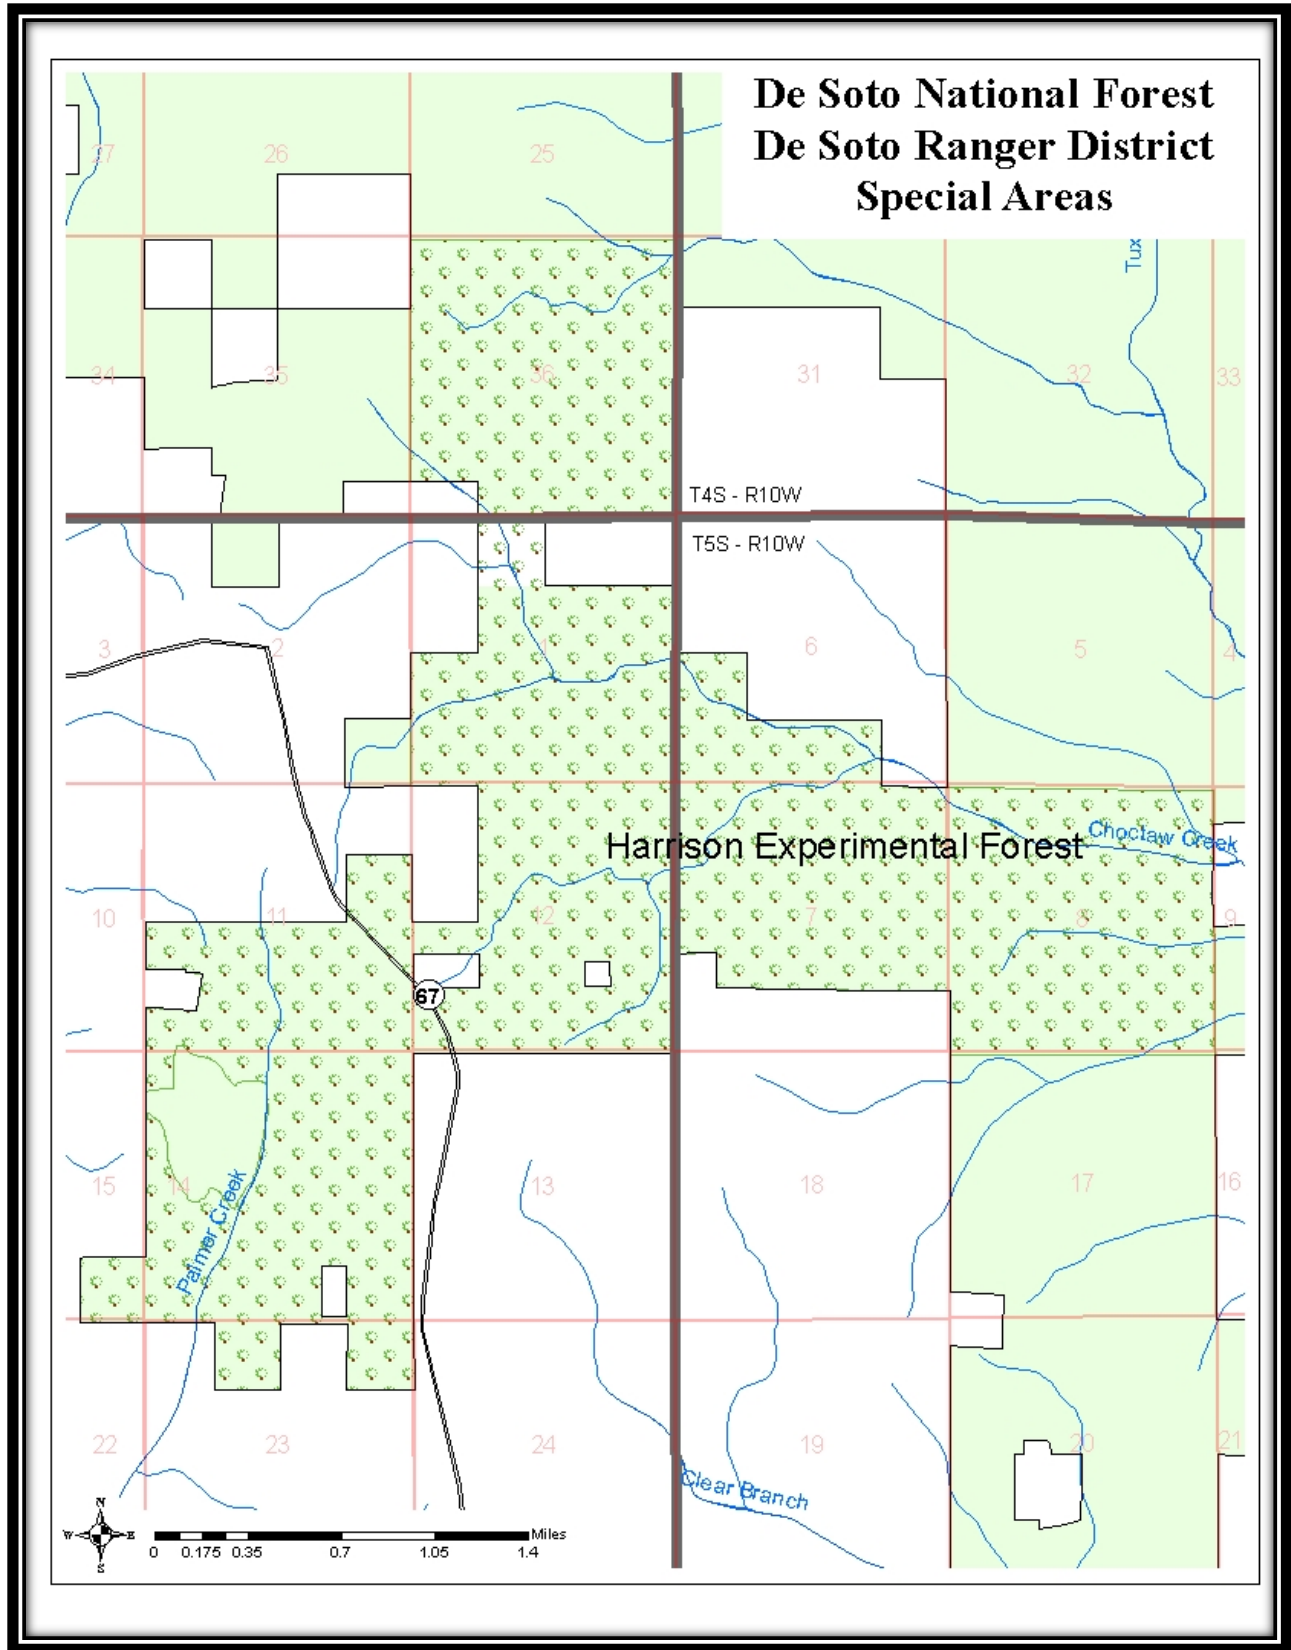 De Soto National Forest
De Soto Ranger District
Special Areas
27
26
25
Tux
34
35
36
31
32
33
T4S - R10W
T5S - R10W
3
2
1
6
5
4
Choctaw Creek
Harrison Experimental Forest
10
11
12
7
8
9
67
15
14
13
18
17
16
Palmer Creek
22
23
24
19
20
21
Clear Branch
N
W
E
S
Miles
0 0.175 0.35 0.7 1.05 1.4